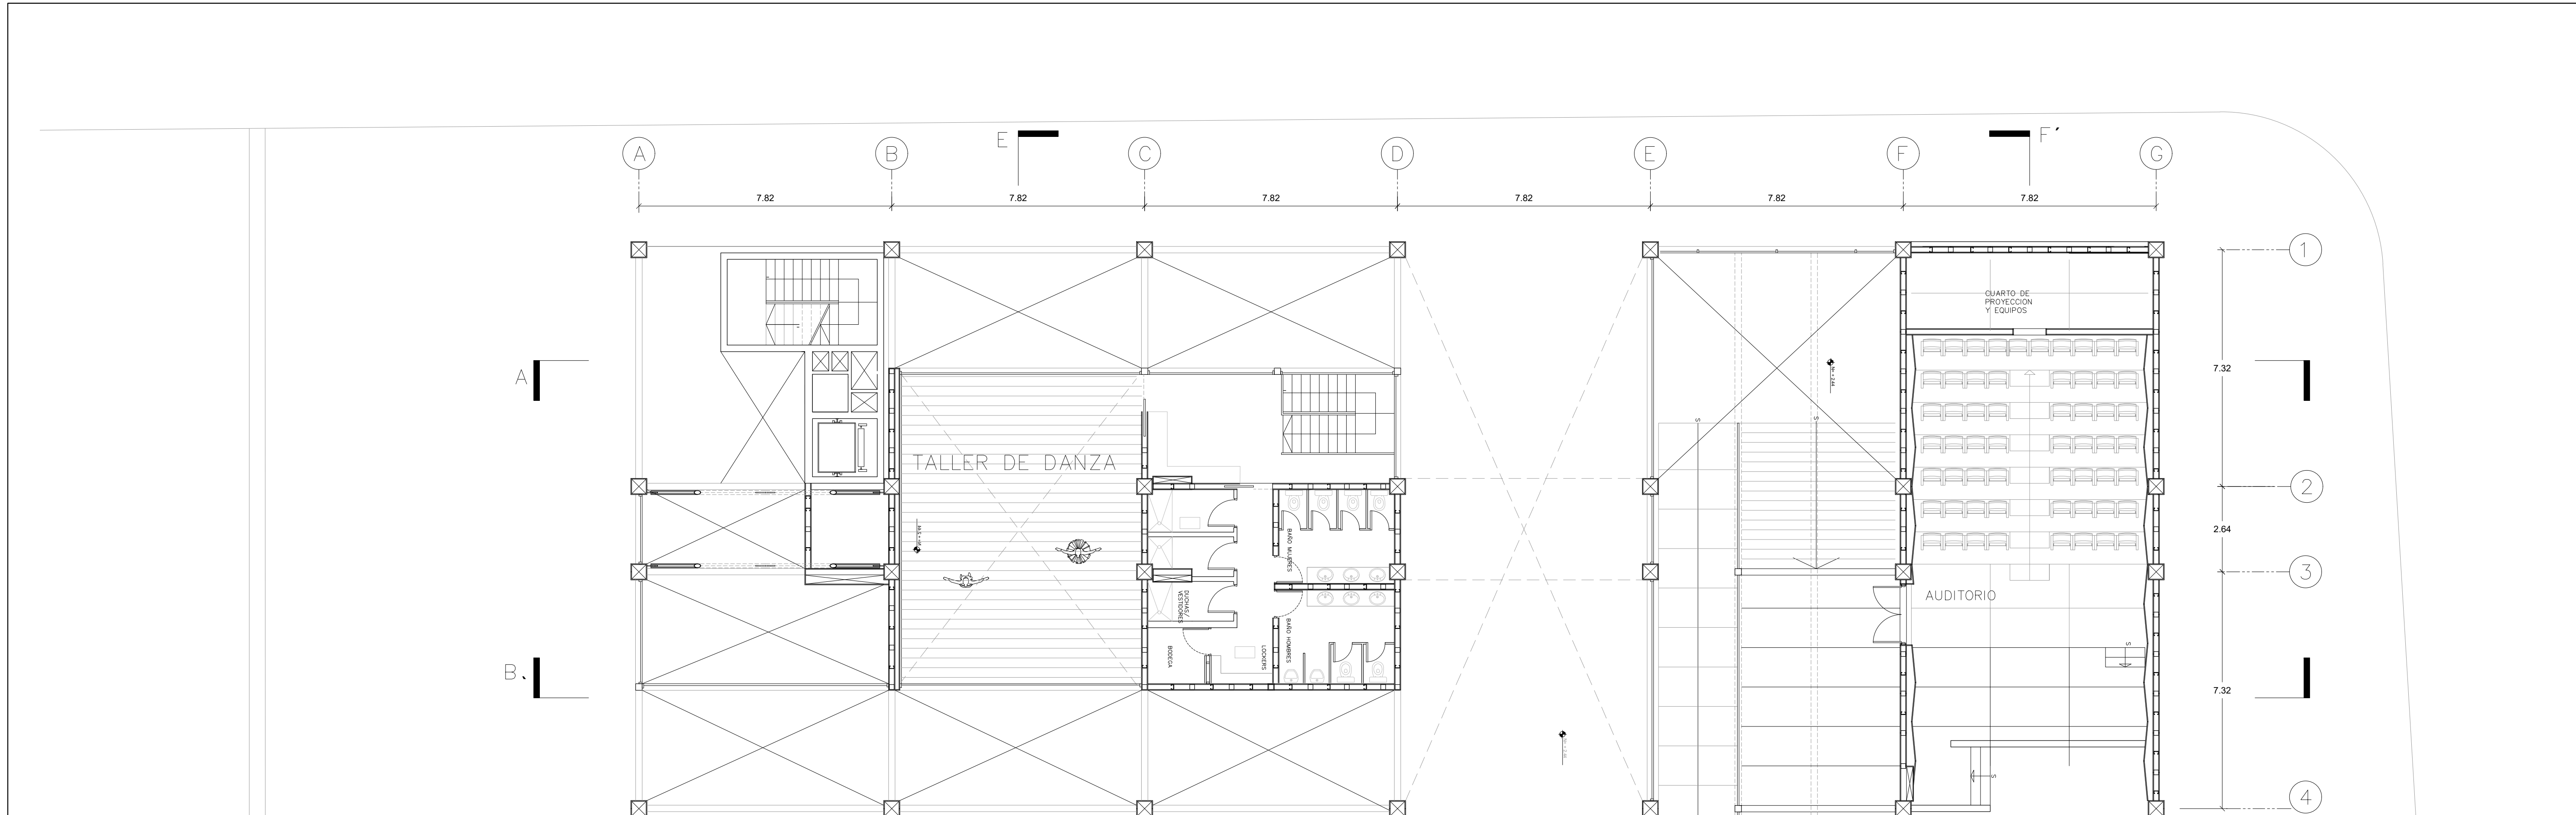 E
F´
A
B
C
D
E
F
G
7.82
7.82
7.82
7.82
7.82
7.82
1
CUARTO DE
PROYECCION
Y EQUIPOS
A
7.32
S
S
TALLER DE DANZA
2
2.64
BAÑO MUJERES
3
AUDITORIO
DUCHAS/
VESTIDORES
BAÑO HOMBRES
LOCKERS
BODEGA
S
B´
7.32
S
4